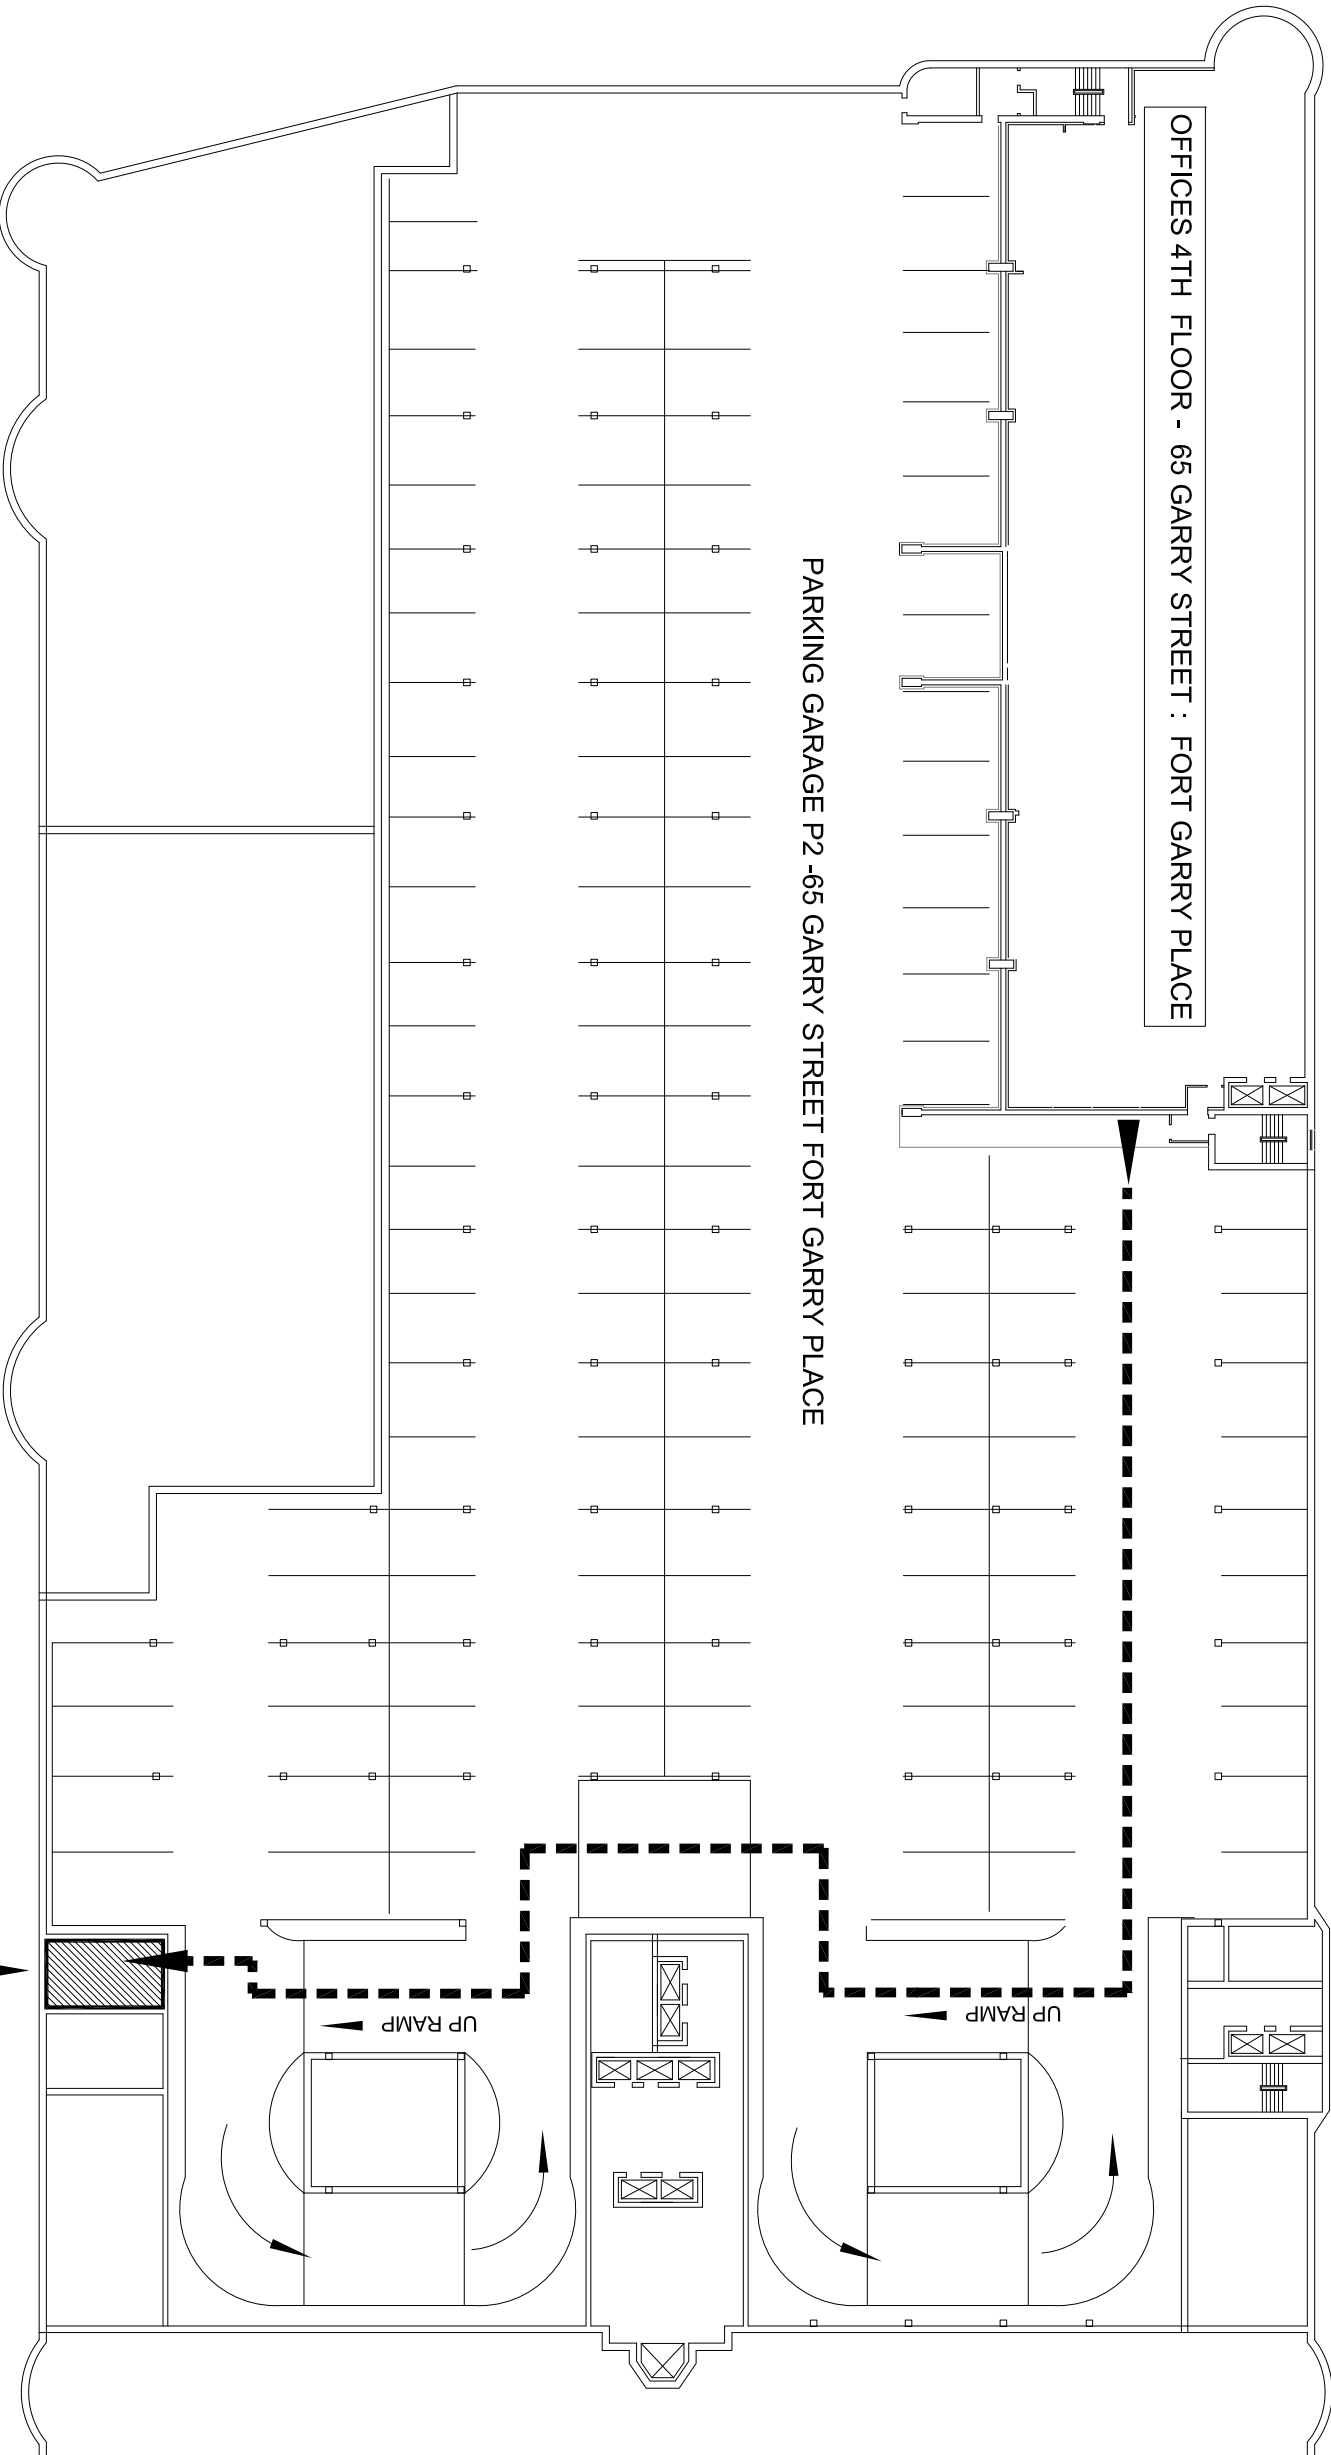 OFFICES 4TH FLOOR - 65 GARRY STREET : FORT GARRY PLACE
PARKING GARAGE P2 -65 GARRY STREET FORT GARRY PLACE
UP RAMP
UP RAMP